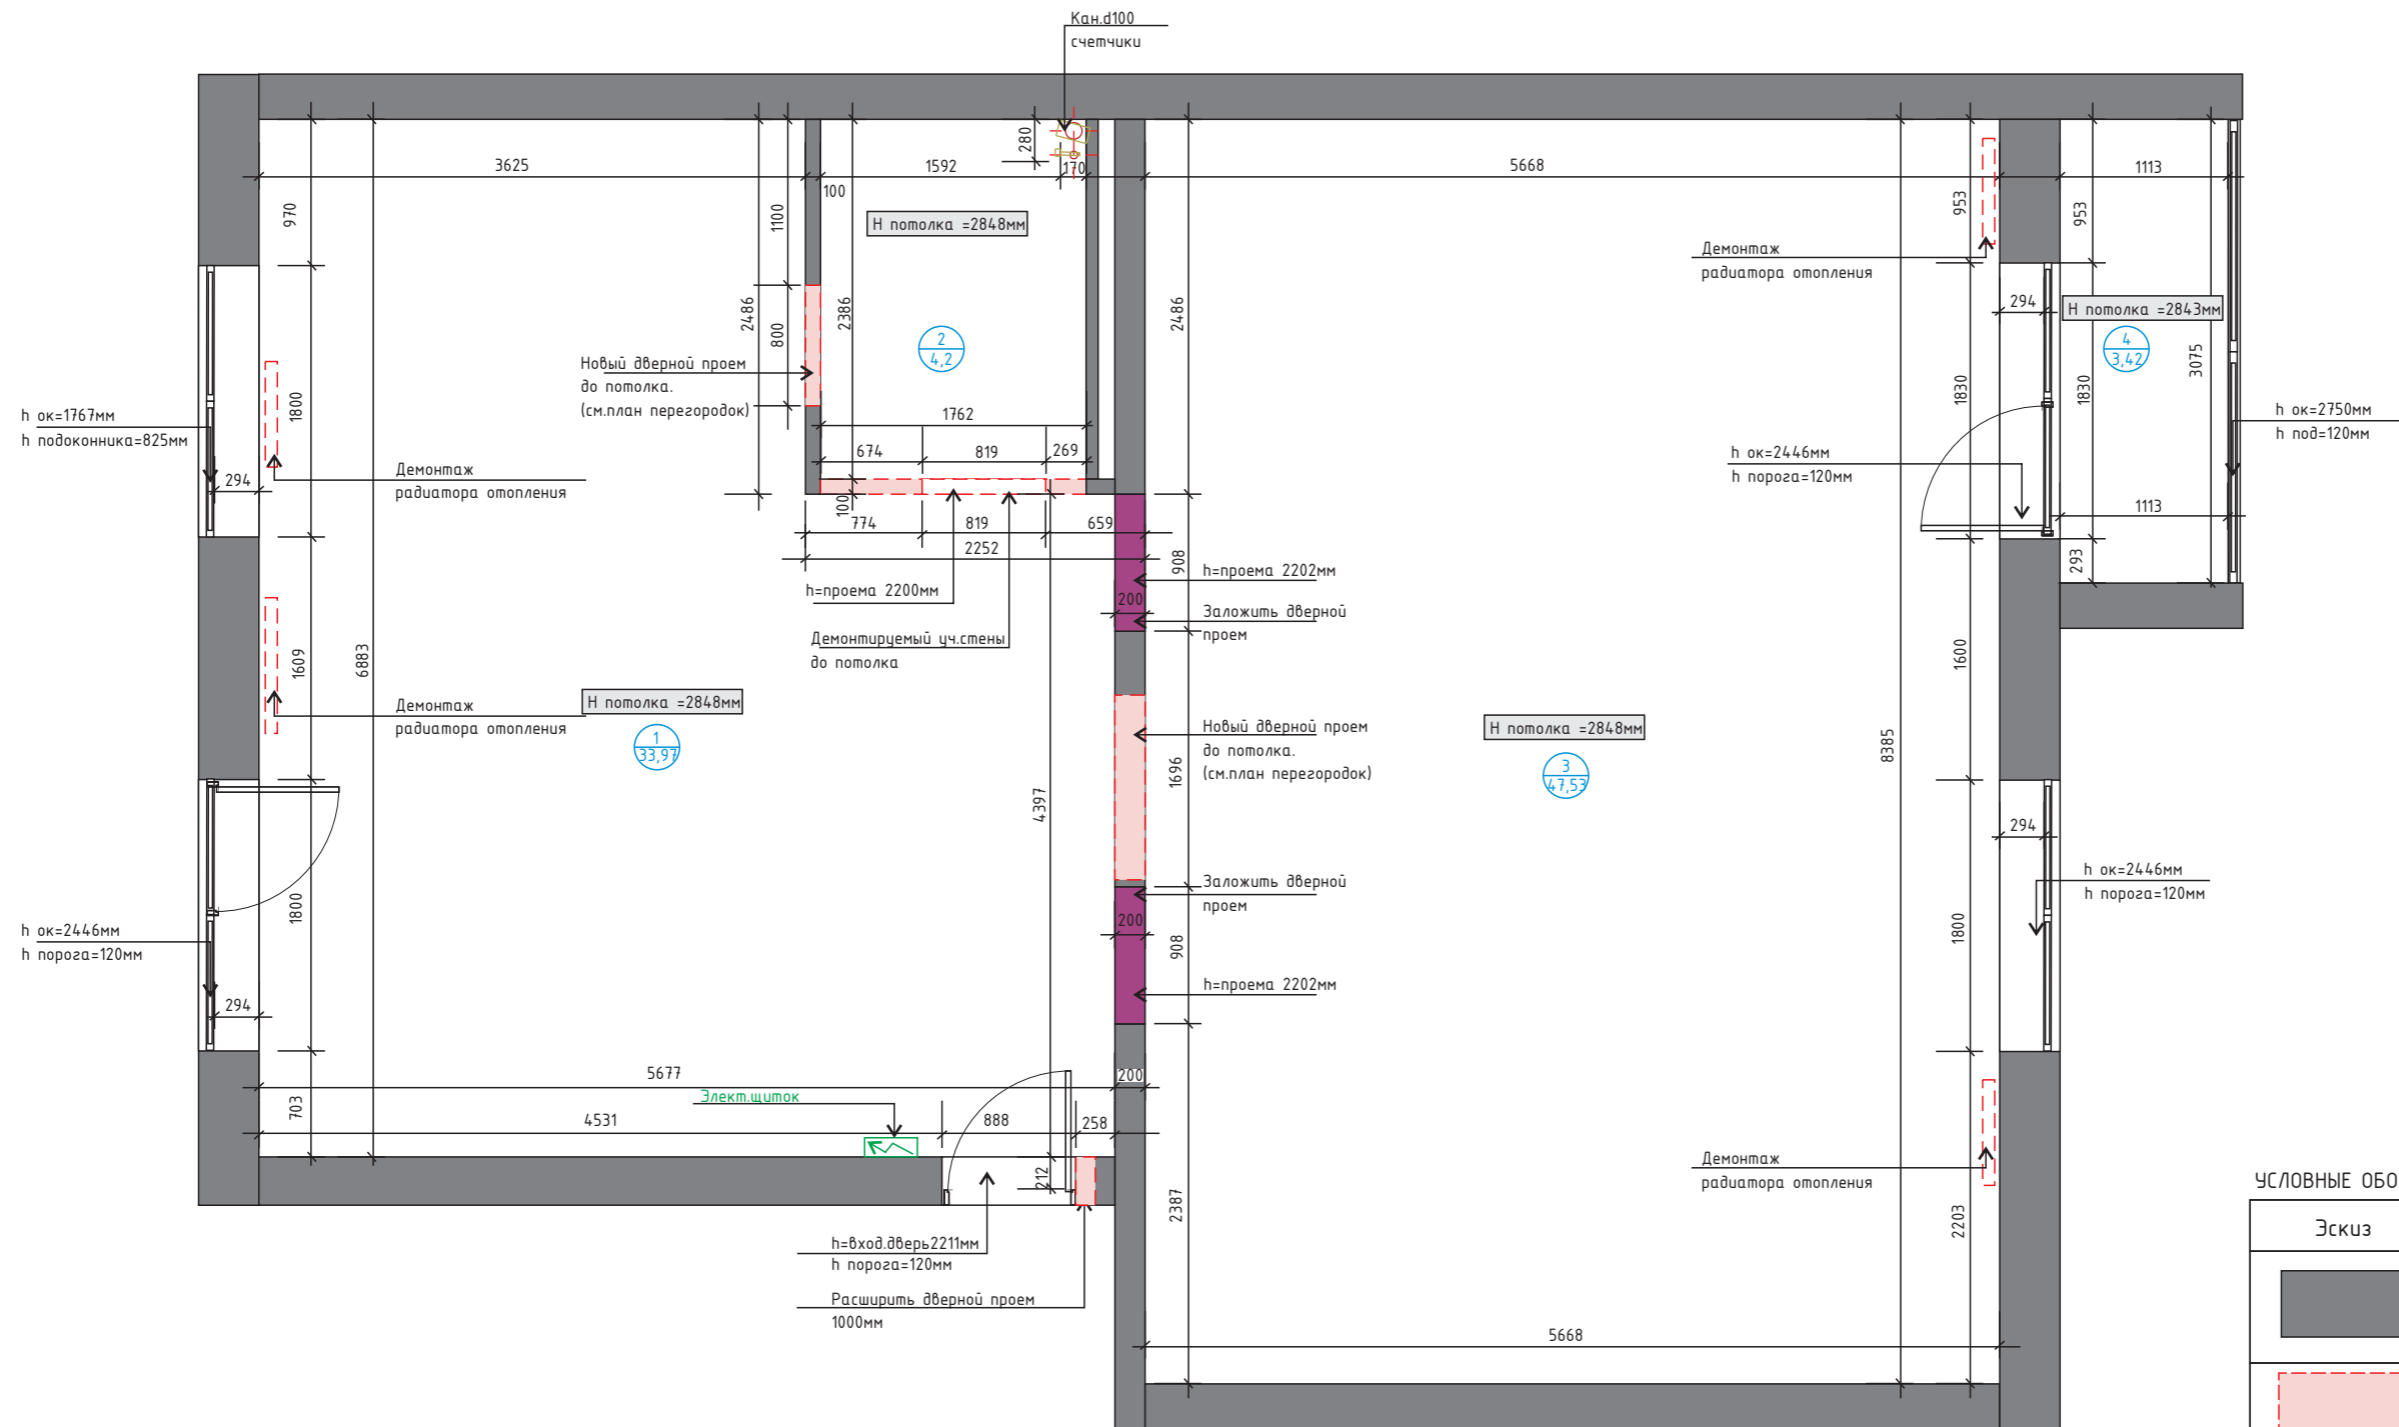 Кан.d100
счетчики
3625
100
1592
280
170
5668
1113
970
1100
2486
2386
800
H потолка =2848мм
2
4,2
2486
953
953
Демонтаж
радиатора отопления
294
H потолка =2843мм
4
3,42
3075
1830
1830
h ок=1767мм
h подоконника=825мм
1800
294
Демонтаж
радиатора отопления
Новый дверной проем
до потолка.
(см.план перегородок)
1762
674
819
269
100
774
819
659
2252
h=проема 2200мм
Демонтируемый уч.стены
до потолка
908
200
h=проема 2202мм
Заложить дверной
проем
h ок=2446мм
h порога=120мм
h ок=2750мм
h под=120мм
1113
293
1609
6883
1600
Демонтаж
радиатора отопления
H потолка =2848мм
1
33,97
4397
1696
Новый дверной проем
до потолка.
(см.план перегородок)
H потолка =2848мм
3
47,53
8385
294
h ок=2446мм
h порога=120мм
Заложить дверной
проем
200
908
h=проема 2202мм
1800
1800
h ок=2446мм
h порога=120мм
294
703
5677
200
Элект.щиток
4531
888
258
212
2387
Демонтаж
радиатора отопления
2203
h=вход.дверь2211мм
h порога=120мм
Расширить дверной проем
1000мм
5668
УСЛОВНЫЕ ОБО
Эскиз